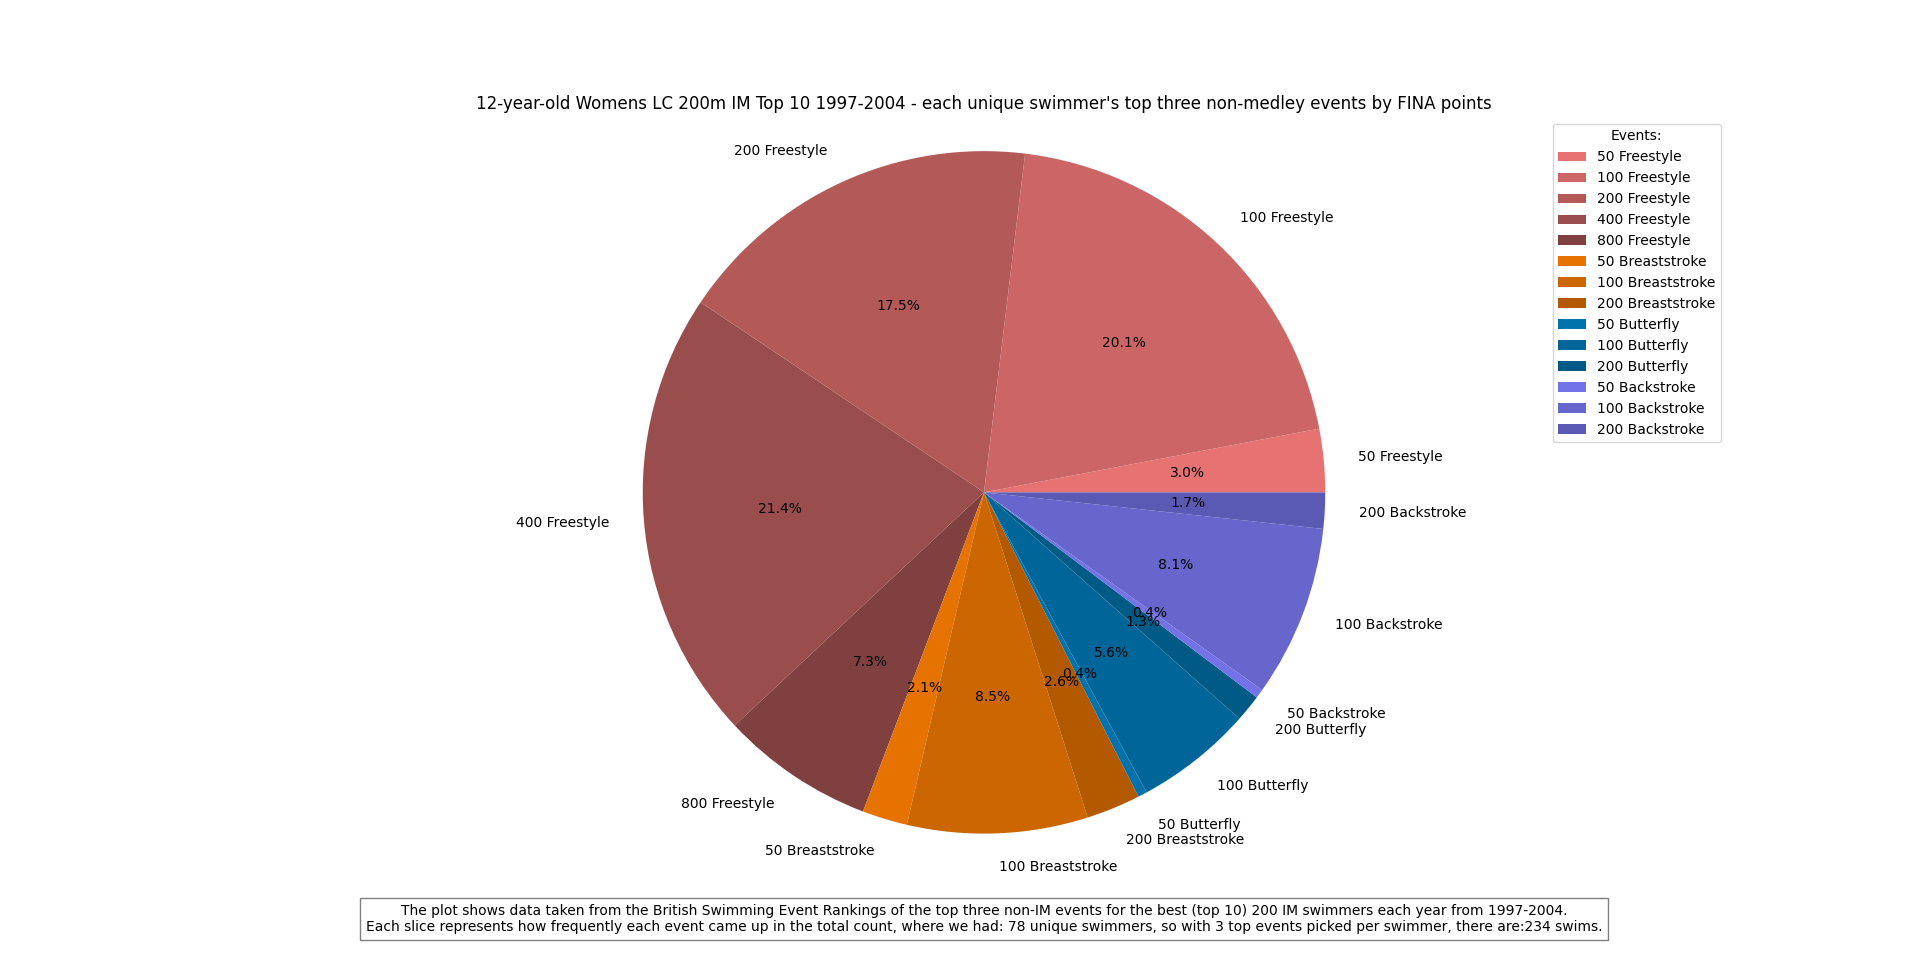 12-year-old Womens LC 200m IM Top 10 1997-2004 - each unique swimmer's top three non-medley events by FINA points
Events:
50 Freestyle
100 Freestyle
200 Freestyle
400 Freestyle
800 Freestyle
50 Breaststroke
100 Breaststroke
200 Breaststroke
50 Butterfly
100 Butterfly
200 Butterfly
50 Backstroke
100 Backstroke
200 Backstroke
200 Freestyle
100 Freestyle
17.5%
20.1%
50 Freestyle
3.0%
1.7%
200 Backstroke
21.4%
400 Freestyle
8.1%
0.4%
1.3%
100 Backstroke
5.6%
7.3%
0.4%
2.6%
2.1%
8.5%
50 Backstroke
200 Butterfly
100 Butterfly
800 Freestyle
50 Butterfly
200 Breaststroke
50 Breaststroke
100 Breaststroke
The plot shows data taken from the British Swimming Event Rankings of the top three non-IM events for the best (top 10) 200 IM swimmers each year from 1997-2004.
Each slice represents how frequently each event came up in the total count, where we had: 78 unique swimmers, so with 3 top events picked per swimmer, there are:234 swims.